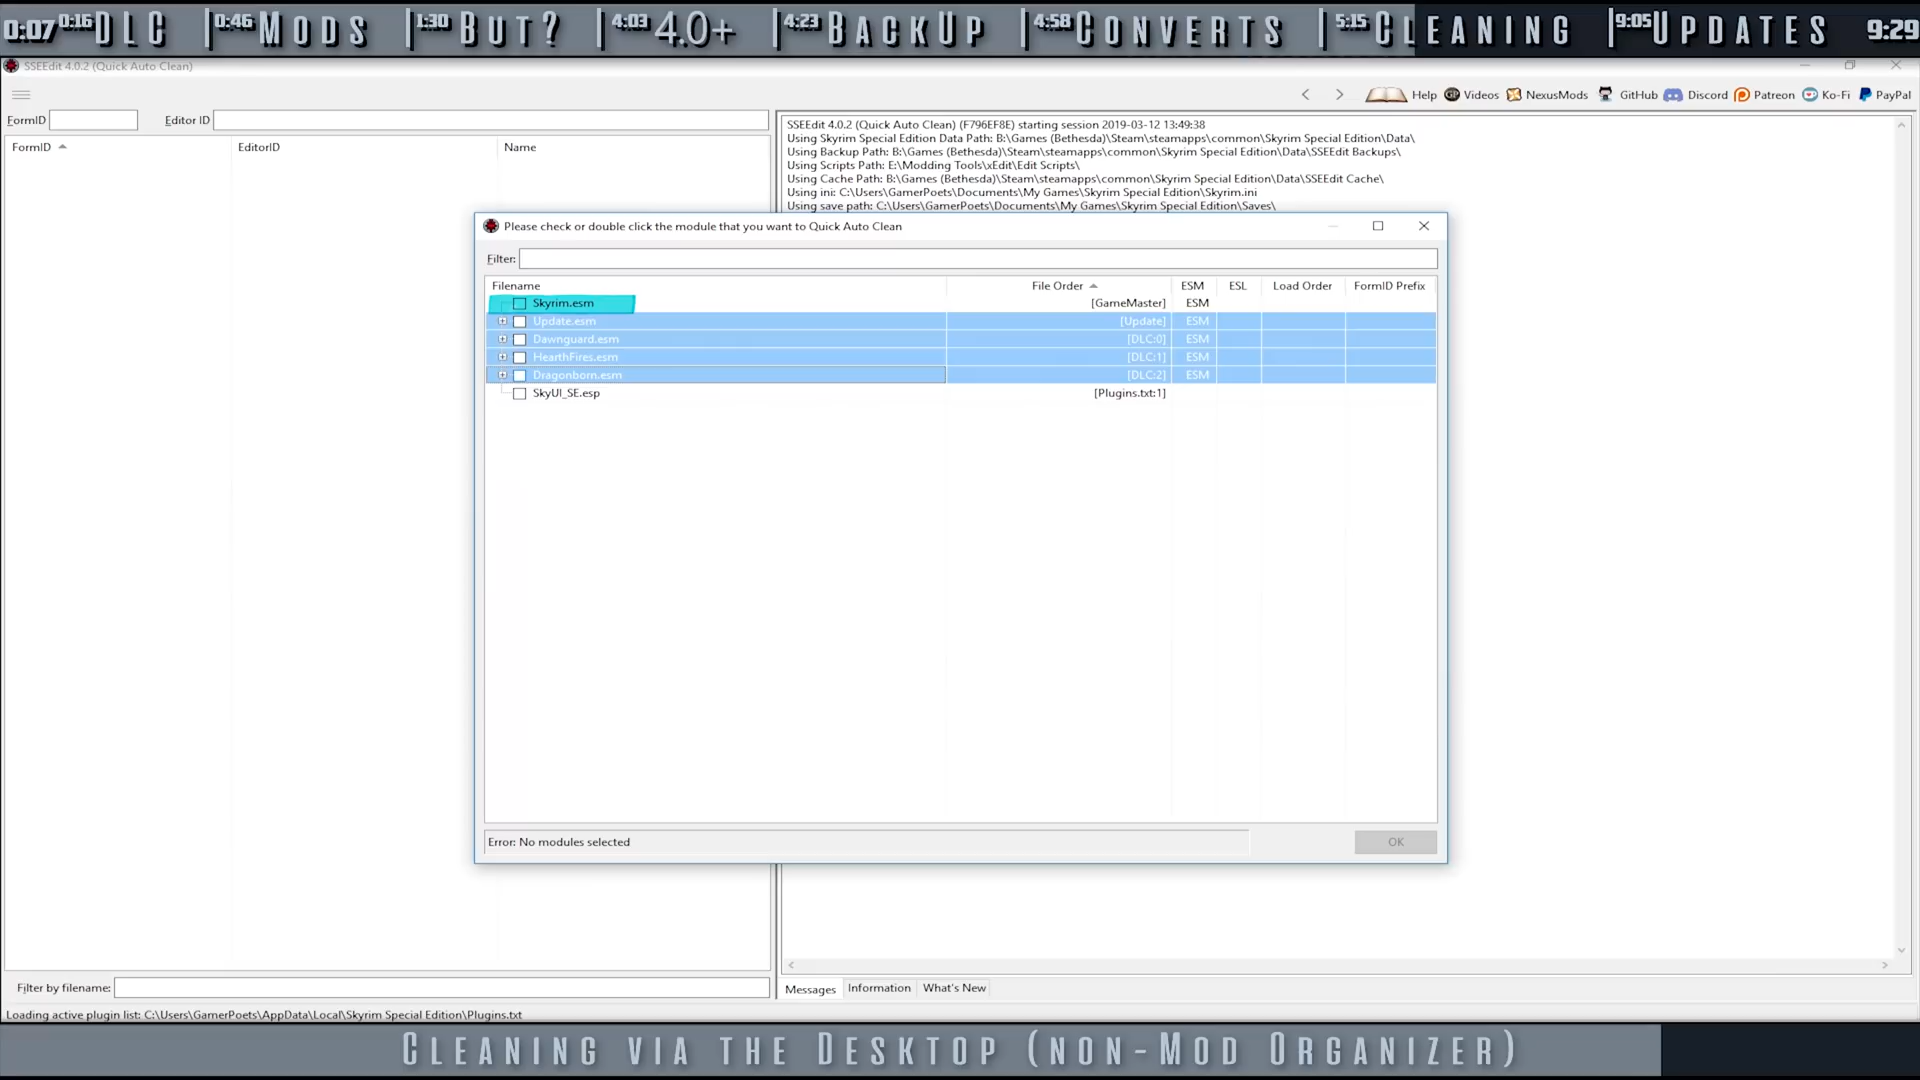 0:07 0:16 DLC 0:46 Mods 1:30 But? 4:03 4.0+ 4:23 BackUp 4:58 Converts 5:15 Cleaning 9:05 Updates 9:29
SSEEdit 4.0.2 (Quick Auto Clean)
Help Videos NexusMods GitHub Discord Patreon Ko-Fi PayPal
FormID Editor ID
FormID EditorID Name
SSEEdit 4.0.2 (Quick Auto Clean) (F796EF8E) starting session 2019-03-12 13:49:38
Using Skyrim Special Edition Data Path: B:\Games (Bethesda)\Steam\steamapps\common\Skyrim Special Edition\Data\
Using Backup Path: B:\Games (Bethesda)\Steam\steamapps\common\Skyrim Special Edition\Data\SSEEdit Backups\
Using Scripts Path: E:\Modding Tools\xEdit\Edit Scripts\
Using Cache Path: B:\Games (Bethesda)\Steam\steamapps\common\Skyrim Special Edition\Data\SSEEdit Cache\
Using ini: C:\Users\GamerPoets\Documents\My Games\Skyrim Special Edition\Skyrim.ini
Using save path: C:\Users\GamerPoets\Documents\My Games\Skyrim Special Edition\Saves\
Please check or double click the module that you want to Quick Auto Clean
Filter:
Filename File Order ESM ESL Load Order FormID Prefix
Skyrim.esm [GameMaster] ESM
Update.esm [Update] ESM
Dawnguard.esm [DLC:0] ESM
HearthFires.esm [DLC:1] ESM
Dragonborn.esm [DLC:2] ESM
SkyUI_SE.esp [Plugins.txt:1]
Error: No modules selected OK
Filter by filename:
Messages Information What's New
Loading active plugin list: C:\Users\GamerPoets\AppData\Local\Skyrim Special Edition\Plugins.txt
Cleaning via the Desktop (non-Mod Organizer)